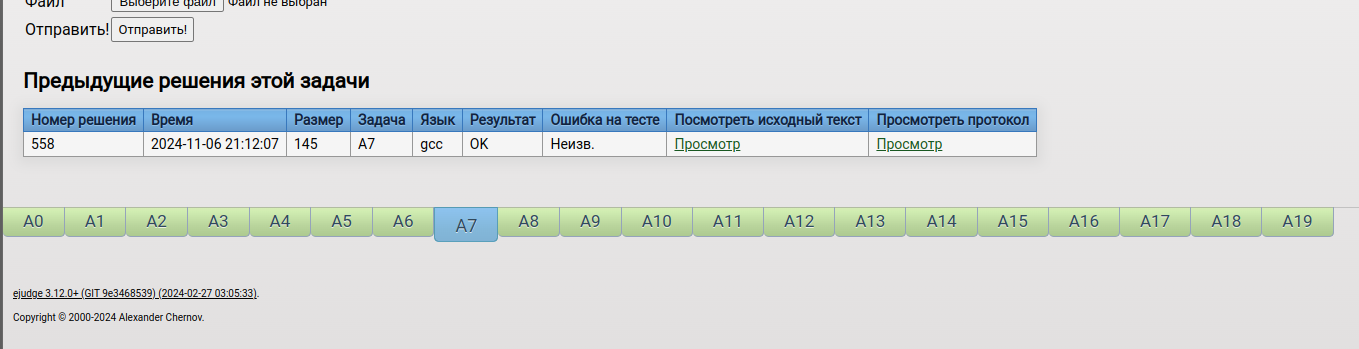 Файл Выберите файл Файл не выбран
Отправить! Отправить!
Предыдущие решения этой задачи
Номер решения Время Размер Задача Язык Результат Ошибка на тесте Посмотреть исходный текст Просмотреть протокол
558 2024-11-06 21:12:07 145 A7 gcc OK Неизв. Просмотр Просмотр
A0 A1 A2 A3 A4 A5 A6 A7 A8 A9 A10 A11 A12 A13 A14 A15 A16 A17 A18 A19
ejudge 3.12.0+ (GIT 9e3468539) (2024-02-27 03:05:33).
Copyright © 2000-2024 Alexander Chernov.